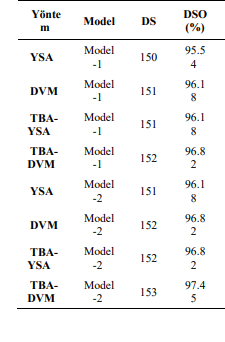 Yönte
m Model DS DSO
(%)
YSA Model
-1 150 95.5
4
DVM Model
-1 151 96.1
8
TBA-
YSA Model
-1 151 96.1
8
TBA-
DVM Model
-1 152 96.8
2
YSA Model
-2 151 96.1
8
DVM Model
-2 152 96.8
2
TBA-
YSA Model
-2 152 96.8
2
TBA-
DVM Model
-2 153 97.4
5